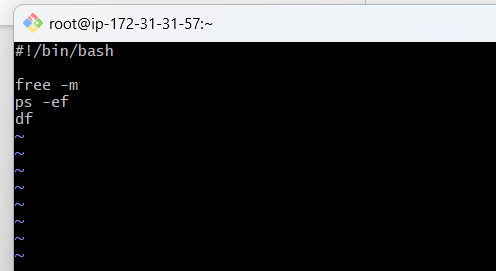 root@ip-172-31-31-57:~
#!/bin/bash
free -m
ps -ef
df
~
~
~
~
~
~
~
~